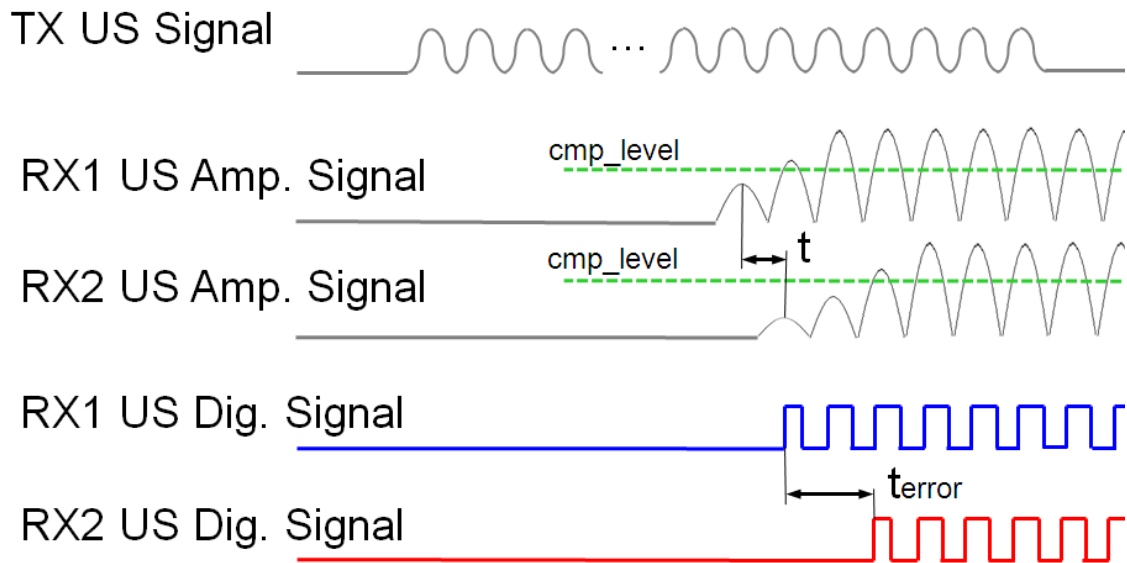 TX US Signal
...
cmp_level
RX1 US Amp. Signal
t
cmp_level
RX2 US Amp. Signal
RX1 US Dig. Signal
terror
RX2 US Dig. Signal